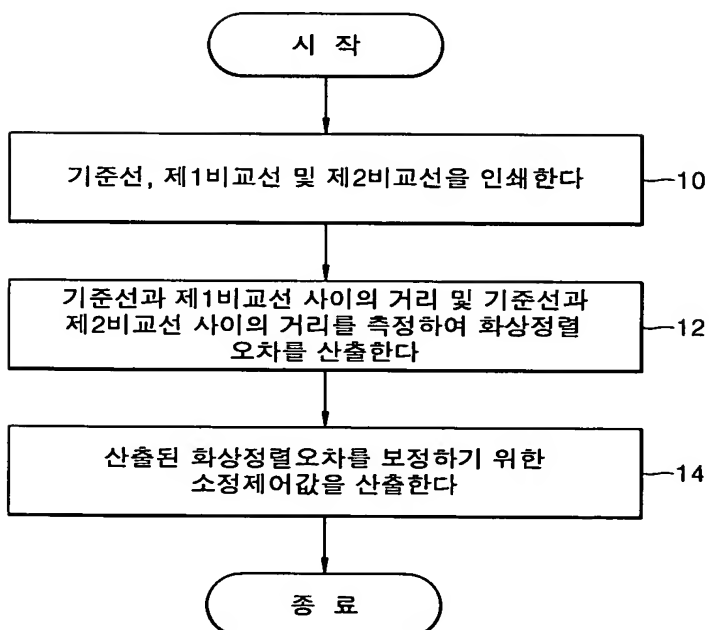 시 작
기준선, 제1비교선 및 제2비교선을 인쇄한다
10
기준선과 제1비교선 사이의 거리 및 기준선과
제2비교선 사이의 거리를 측정하여 화상정렬
오차를 산출한다
12
산출된 화상정렬오차를 보정하기 위한
소정제어값을 산출한다
14
종 료